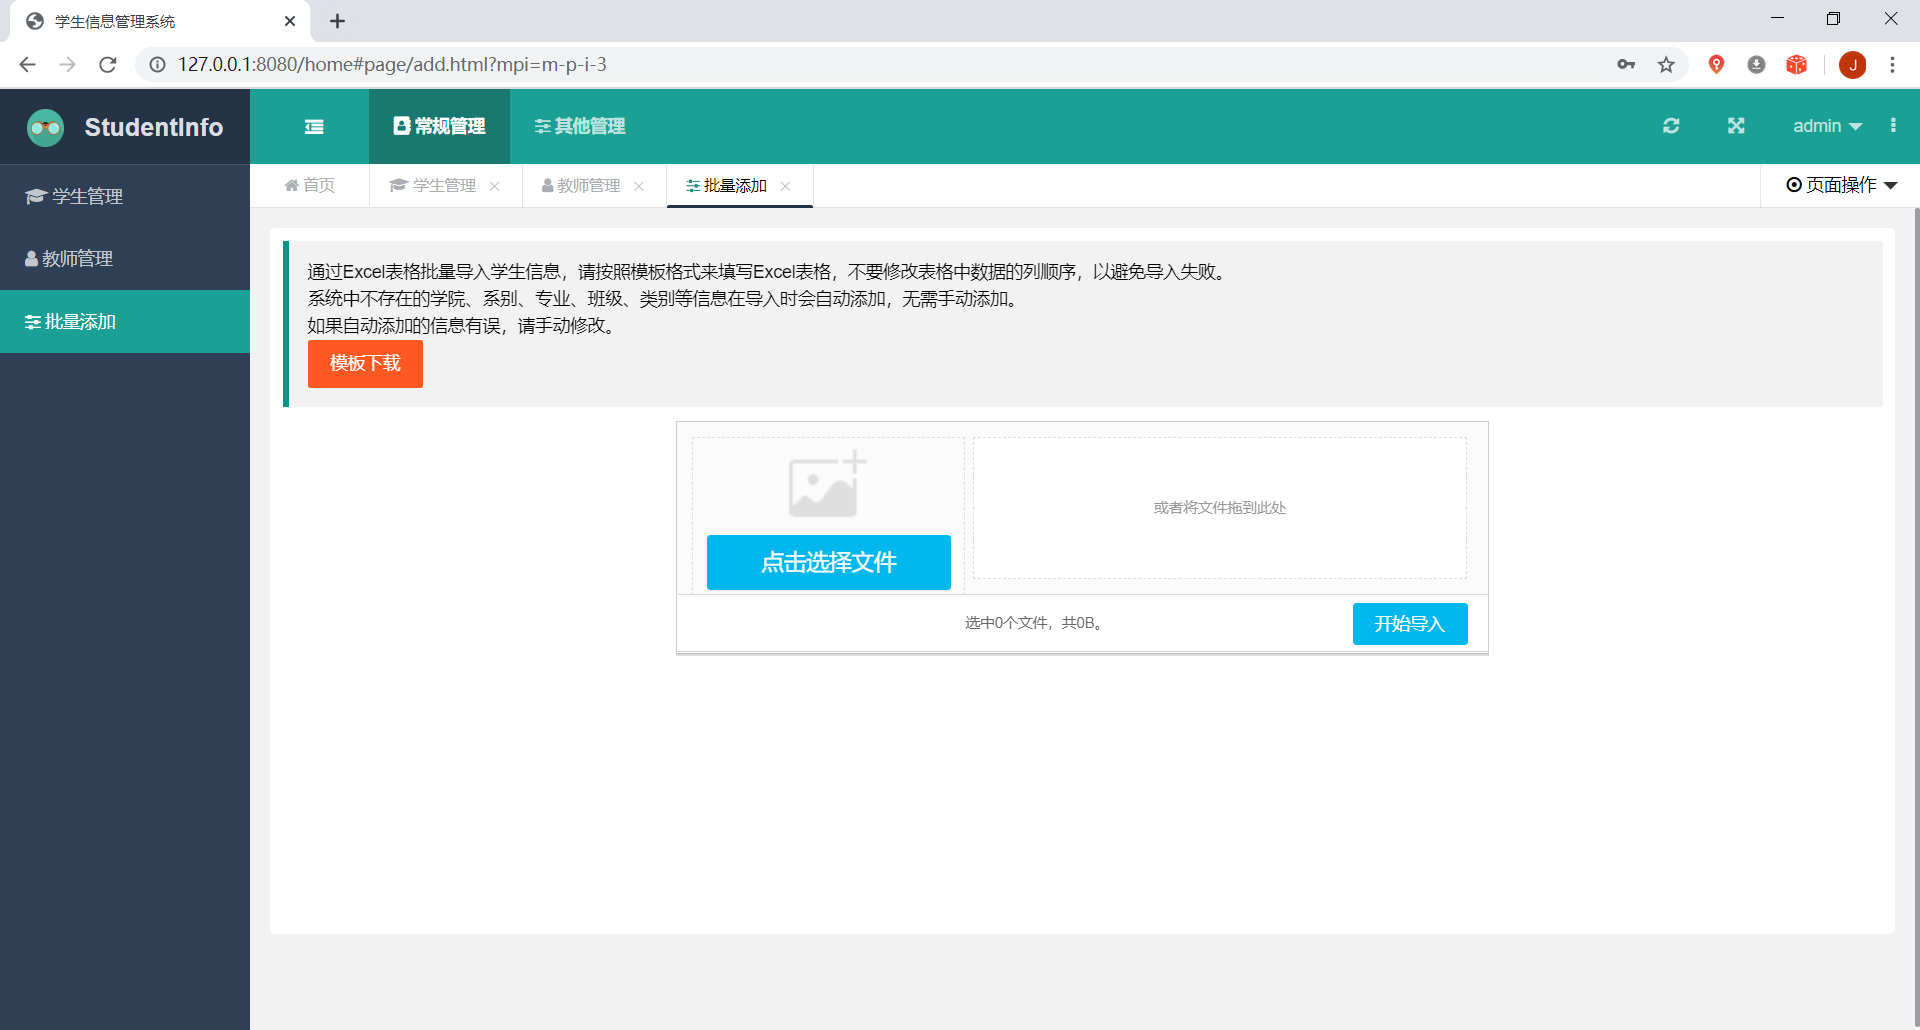 学生信息管理系统
127.0.0.1:8080/home#page/add.html?mpi=m-p-i-3
J
StudentInfo
常规管理
其他管理
admin
首页
学生管理
教师管理
批量添加
页面操作
学生管理
教师管理
批量添加
通过Excel表格批量导入学生信息，请按照模板格式来填写Excel表格，不要修改表格中数据的列顺序，以避免导入失败。
系统中不存在的学院、系别、专业、班级、类别等信息在导入时会自动添加，无需手动添加。
如果自动添加的信息有误，请手动修改。
模板下载
点击选择文件
或者将文件拖到此处
选中0个文件，共0B。
开始导入